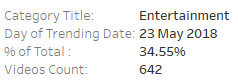 Category Title: Entertainment
Day of Trending Date: 23 May 2018
% of Total : 34.55%
Videos Count: 642